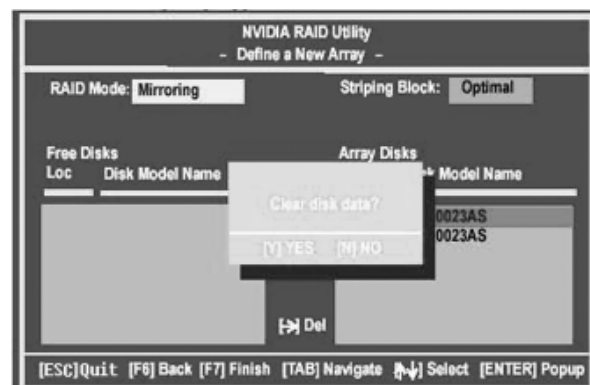 NVIDIA RAID Utility
- Define a New Array -
RAID Mode: Mirroring
Striping Block: Optimal
Free Disks
Array Disks
Loc Disk Model Name
Model Name
Clear disk data?
[Y] YES [N] NO
0023AS
0023AS
Del
[ESC]Quit [F6] Back [F7] Finish [TAB] Navigate [↑↓] Select [ENTER] Popup